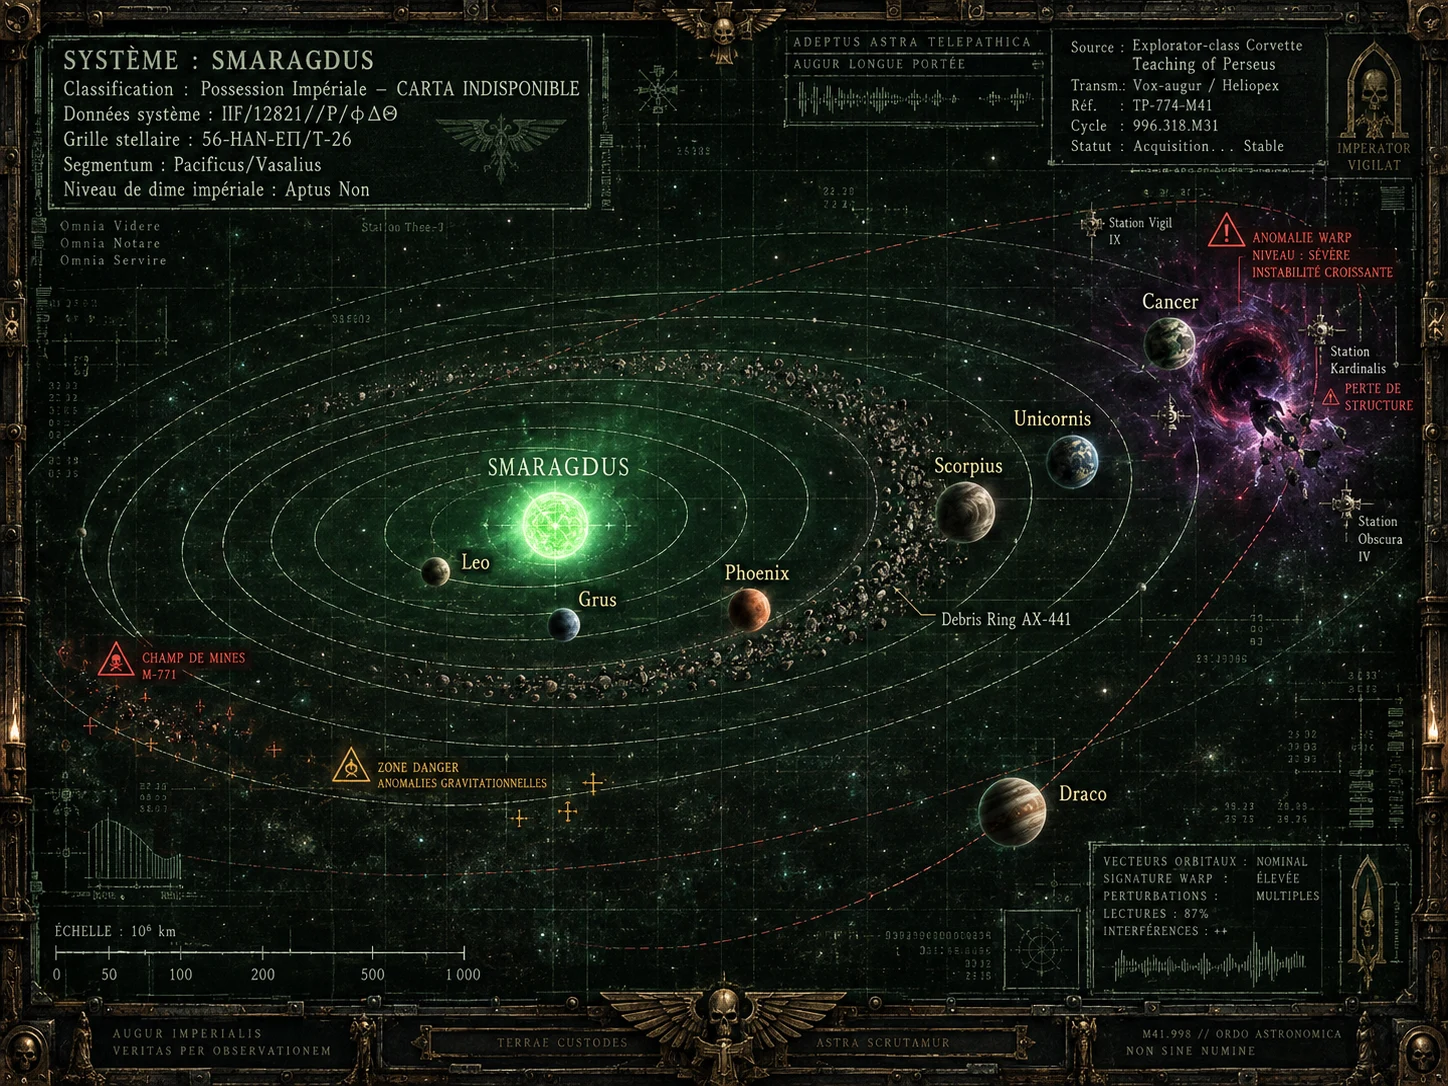 SYSTÈME : SMARAGDUS
Classification : Possession Impériale – CARTA INDISPONIBLE
Données système : IIF/12821//P/ϕΔΘ
Grille stellaire : 56-HAN-EΠ/T-26
Segmentum : Pacificus/Vasalius
Niveau de dime impériale : Aptus Non
Omnia Videre
Omnia Notare
Omnia Servire
ADEPTUS ASTRA TELEPATHICA
AUGUR LONGUE PORTÉE
Source : Explorator-class Corvette
Teaching of Perseus
Transm.: Vox-augur / Heliopex
Réf. : TP-774-M41
Cycle : 996.318.M31
Statut : Acquisition... Stable
IMPERATOR
VIGILAT
Station Vigil
IX
ANOMALIE WARP
NIVEAU : SÉVÈRE
INSTABILITÉ CROISSANTE
Cancer
Station
Kardinalis
PERTE DE
STRUCTURE
Unicornis
Scorpius
SMARAGDUS
Station
Obscura
IV
Leo
Grus
Phoenix
Debris Ring AX-441
CHAMP DE MINES
M-771
ZONE DANGER
ANOMALIES GRAVITATIONNELLES
Draco
VECTEURS ORBITAUX : NOMINAL
SIGNATURE WARP : ÉLEVÉE
PERTURBATIONS : MULTIPLES
LECTURES : 87%
INTERFÉRENCES : ++
ÉCHELLE : 10⁶ km
0 50 100 200 500 1 000
AUGUR IMPERIALIS
VERITAS PER OBSERVATIONEM
TERRAE CUSTODES
ASTRA SCRUTAMUR
M41.998 // ORDO ASTRONOMICA
NON SINE NUMINE